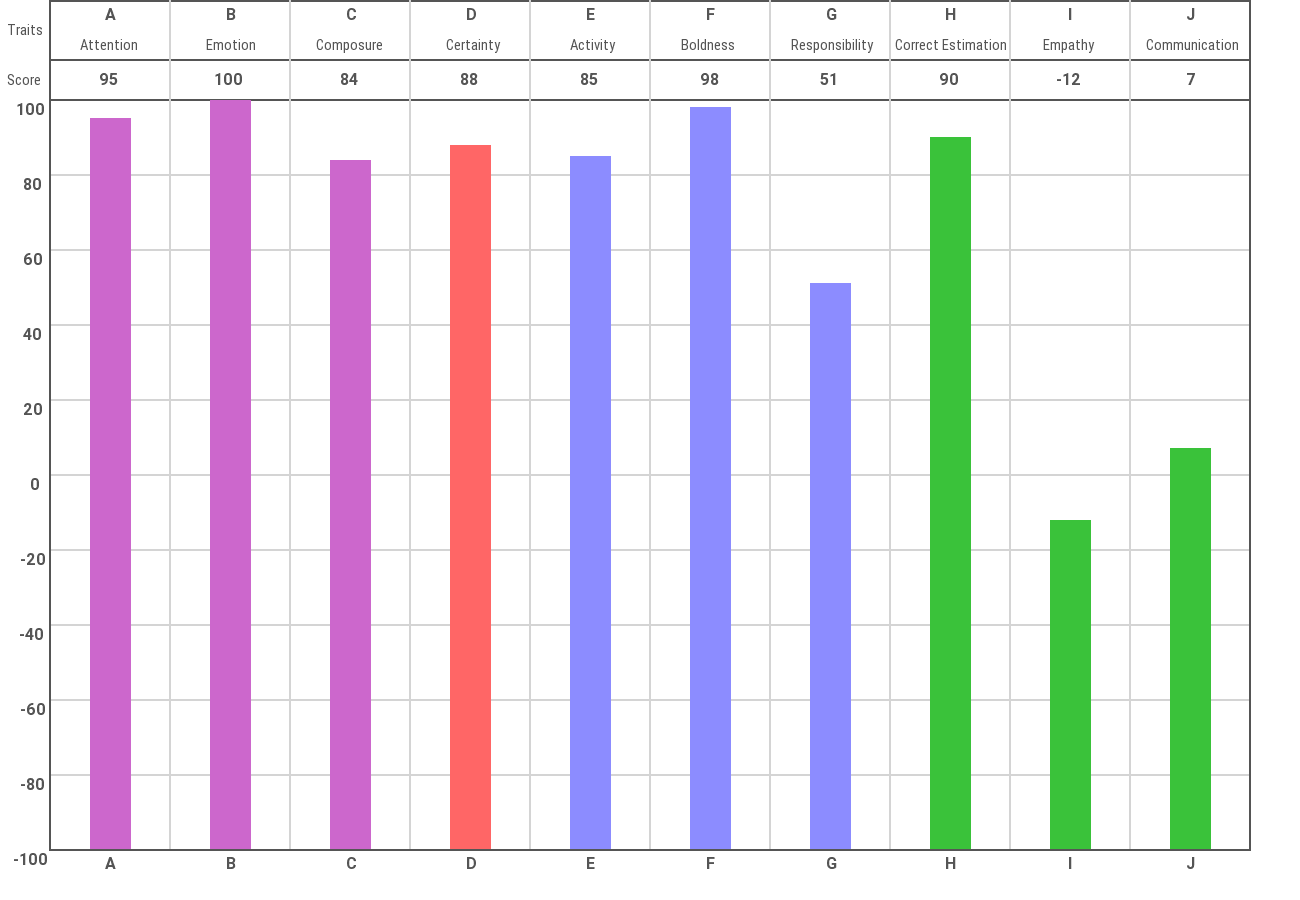 Traits A B C D E F G H I J
Attention Emotion Composure Certainty Activity Boldness Responsibility Correct Estimation Empathy Communication
Score 95 100 84 88 85 98 51 90 -12 7
100
80
60
40
20
0
-20
-40
-60
-80
-100
A B C D E F G H I J